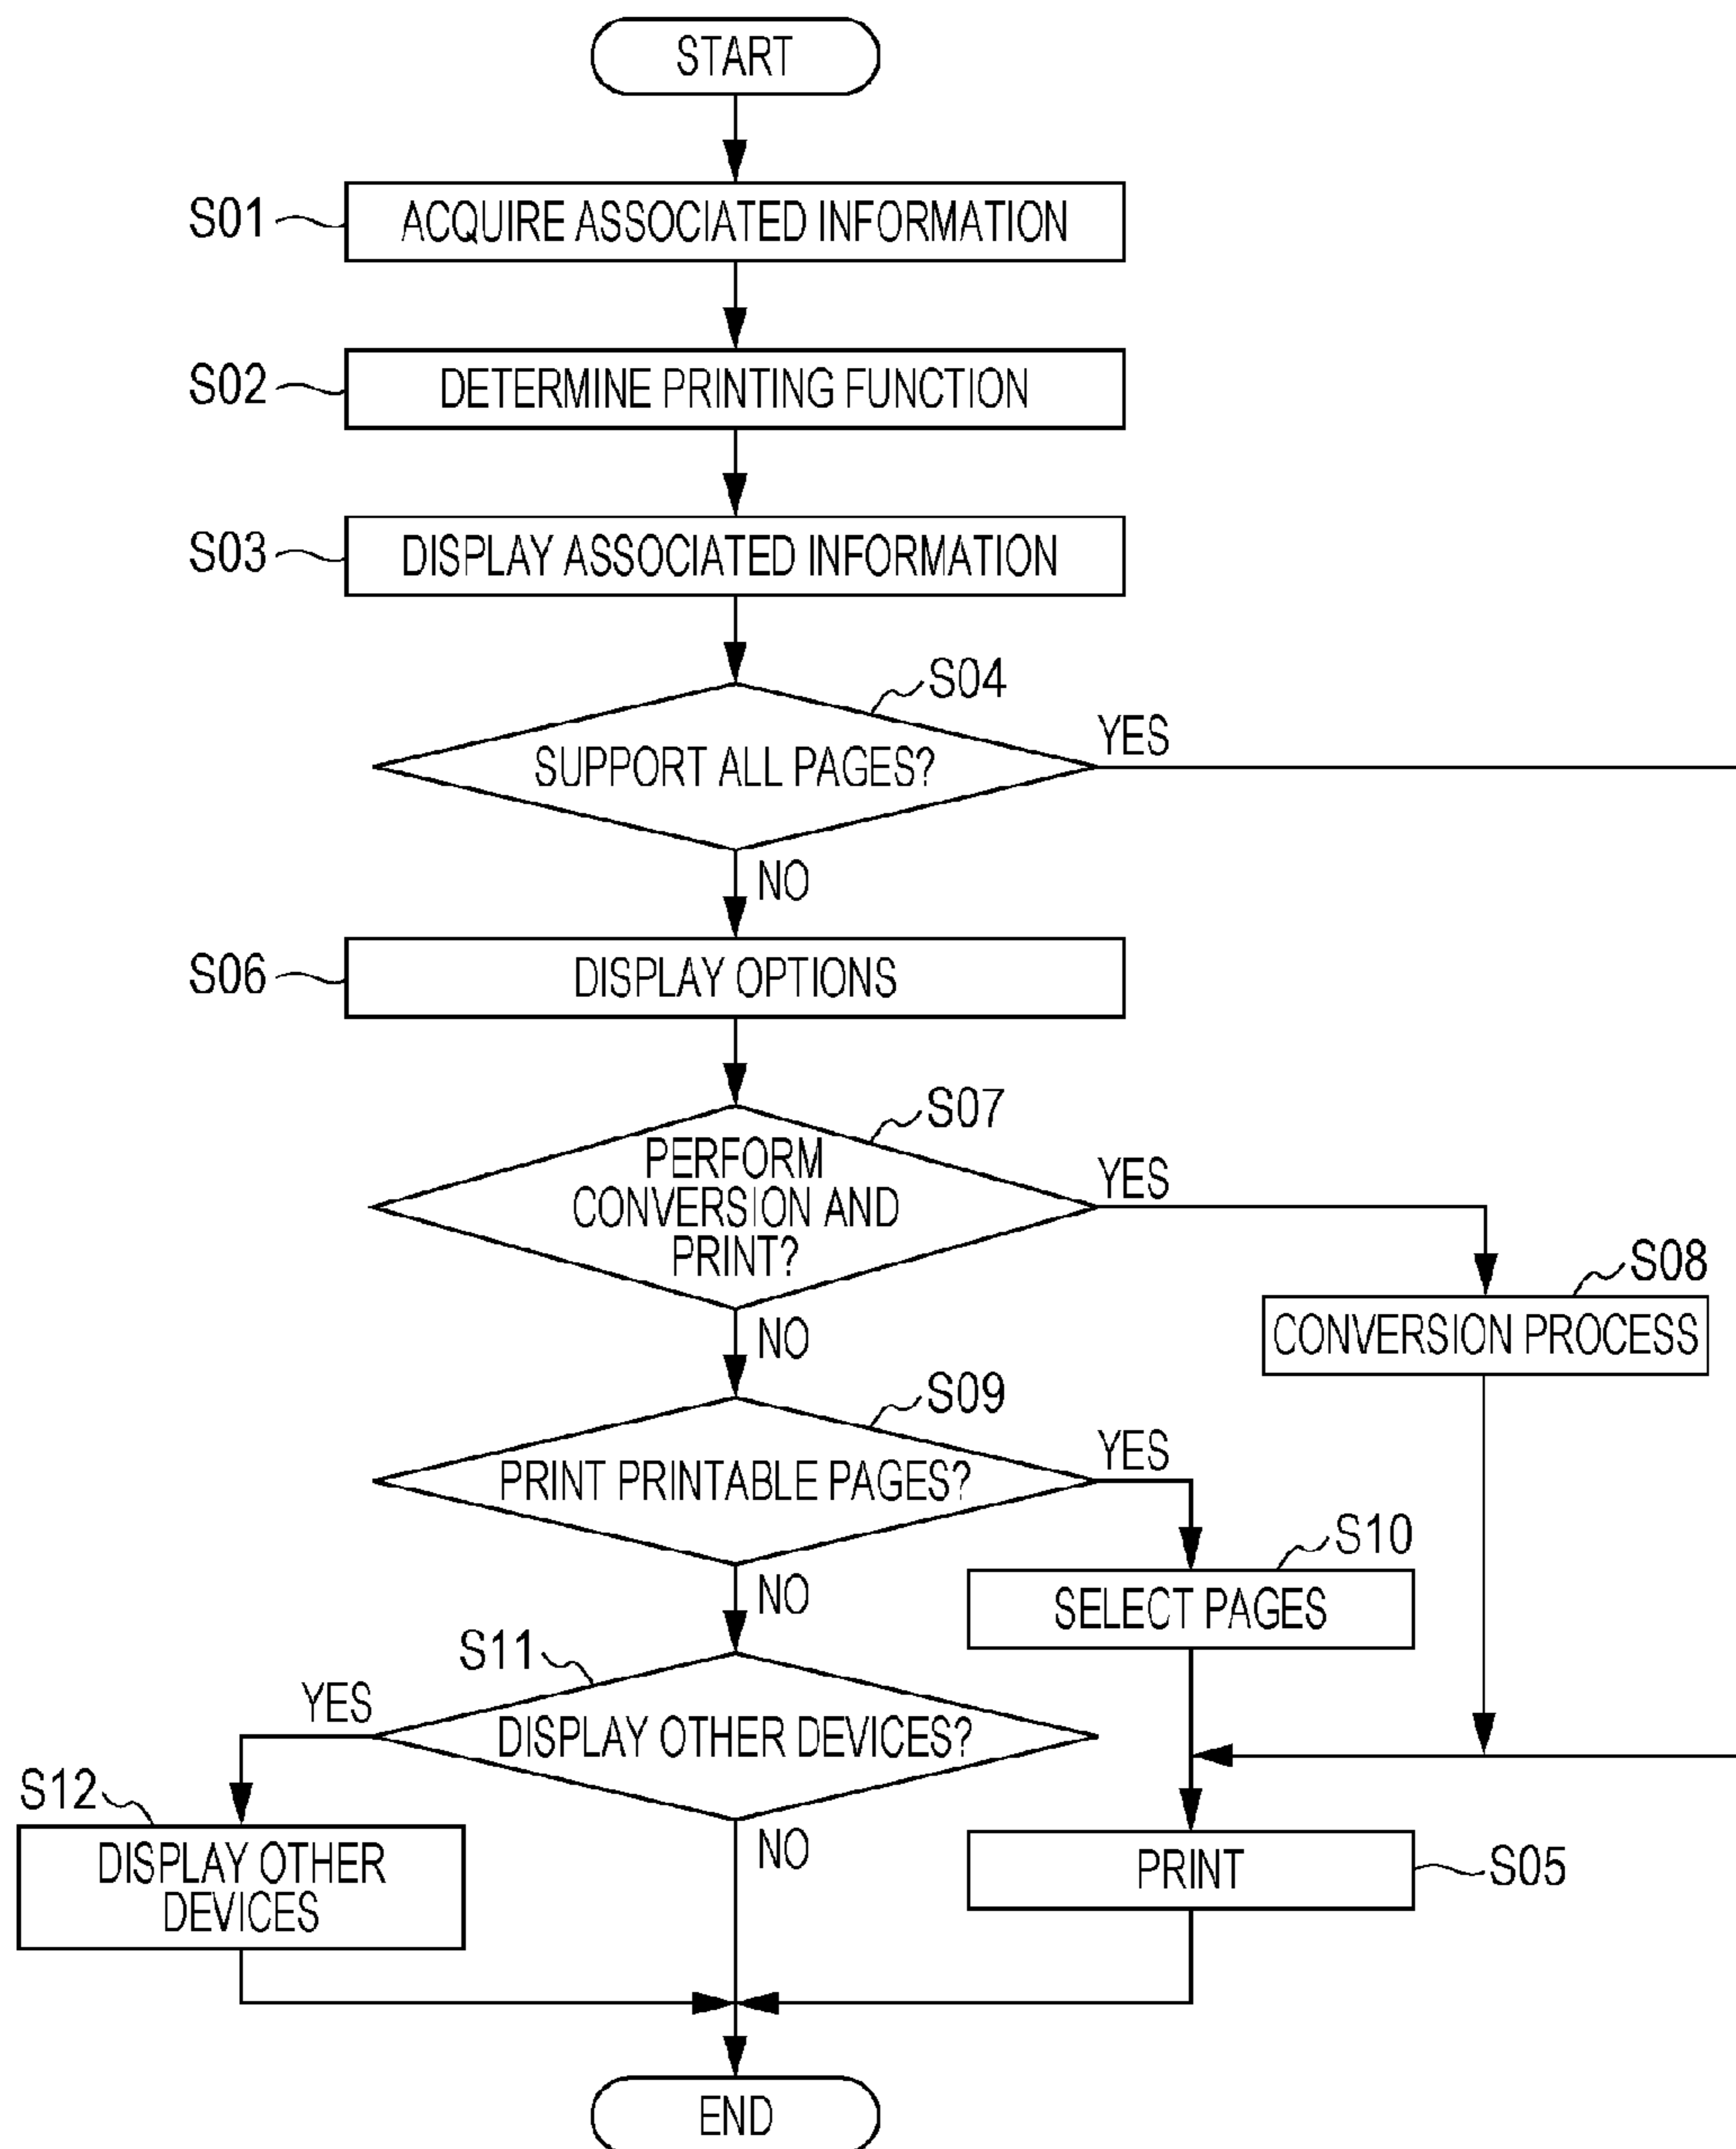 START
S01
ACQUIRE ASSOCIATED INFORMATION
S02
DETERMINE PRINTING FUNCTION
S03
DISPLAY ASSOCIATED INFORMATION
S04
SUPPORT ALL PAGES?
YES
NO
S06
DISPLAY OPTIONS
S07
PERFORM
CONVERSION AND
PRINT?
YES
NO
S08
CONVERSION PROCESS
S09
PRINT PRINTABLE PAGES?
YES
NO
S10
SELECT PAGES
S11
DISPLAY OTHER DEVICES?
YES
NO
S12
DISPLAY OTHER
DEVICES
PRINT
S05
END